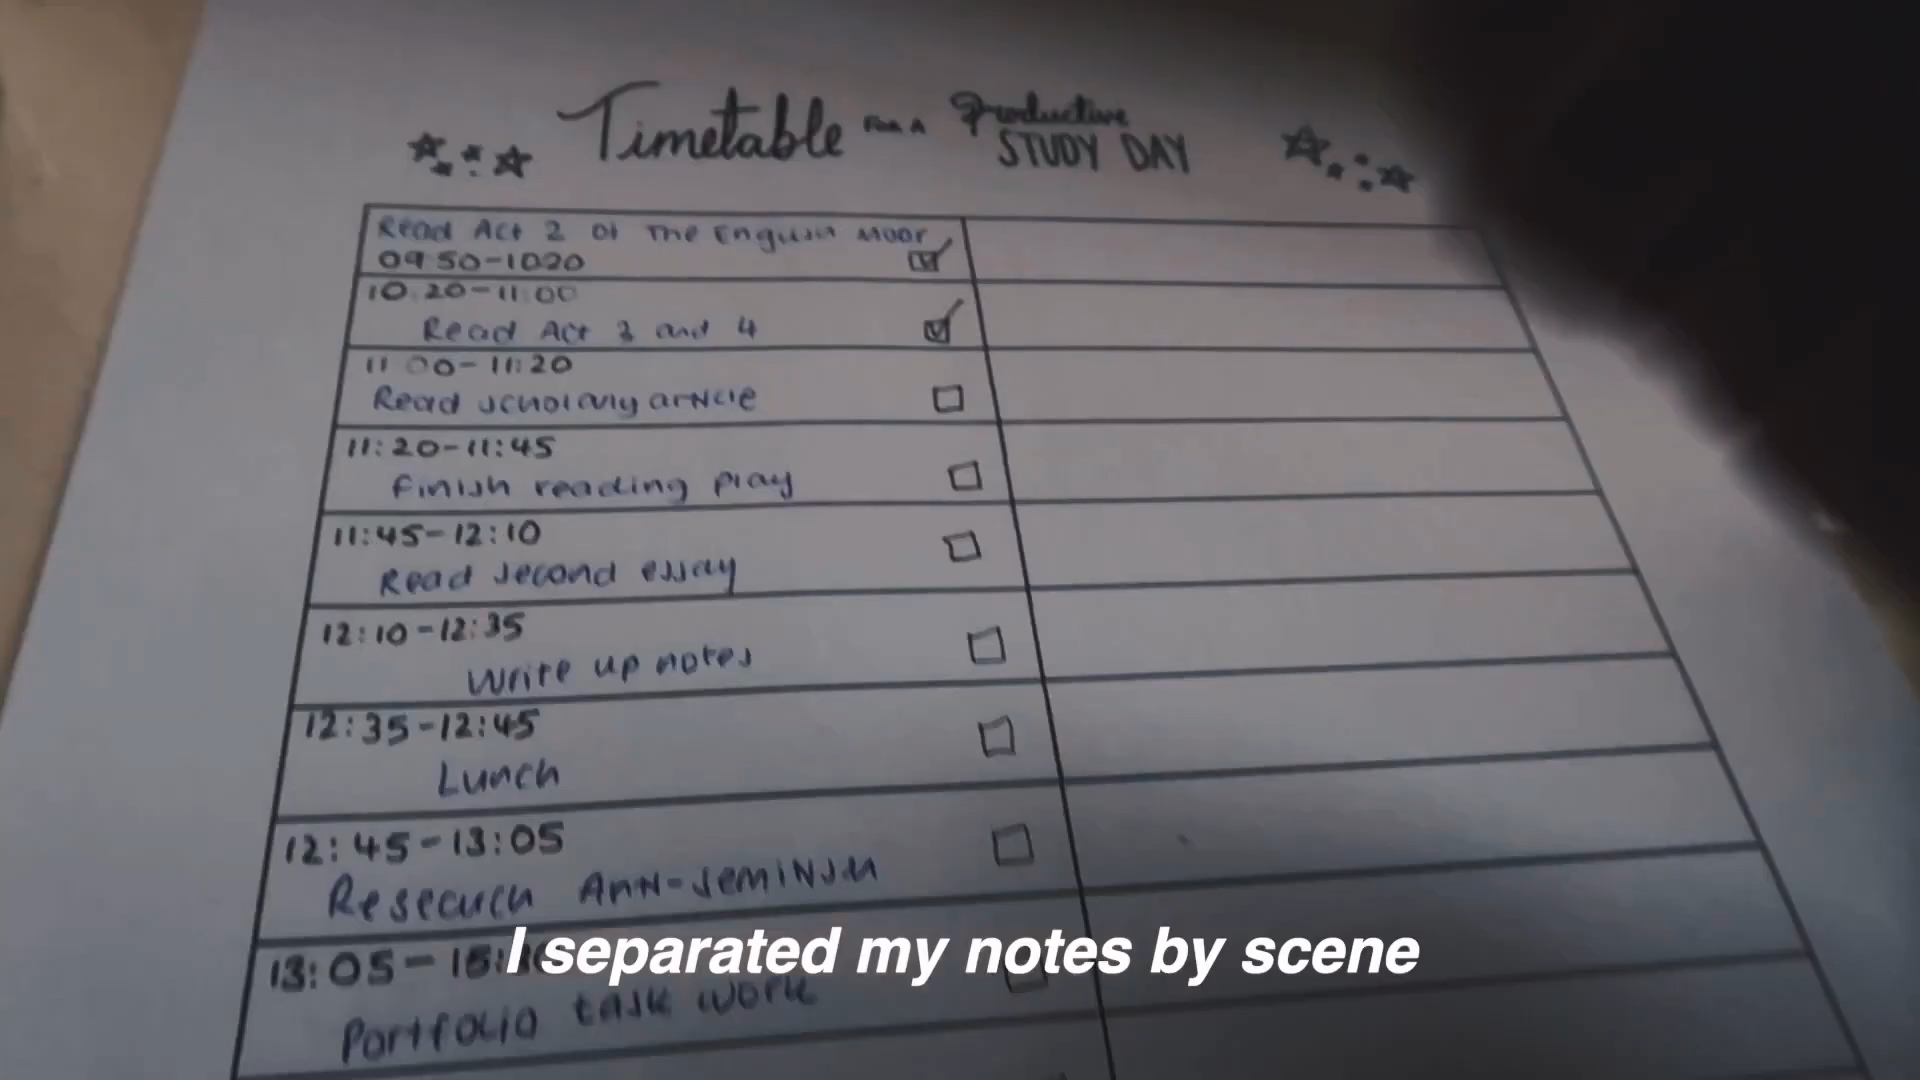 Timetable FOR A Productive
STUDY DAY
Read Act 2 of The English Moor
09 50-1020
10.20-11:00
Read Act 3 and 4
11 00-11:20
Read scholarly article
11:20-11:45
Finish reading play
11:45-12:10
Read second essay
12:10-12:35
Write up notes
12:35-12:45
Lunch
12:45-13:05
Research
13:05-
Portfolio task work
I separated my notes by scene